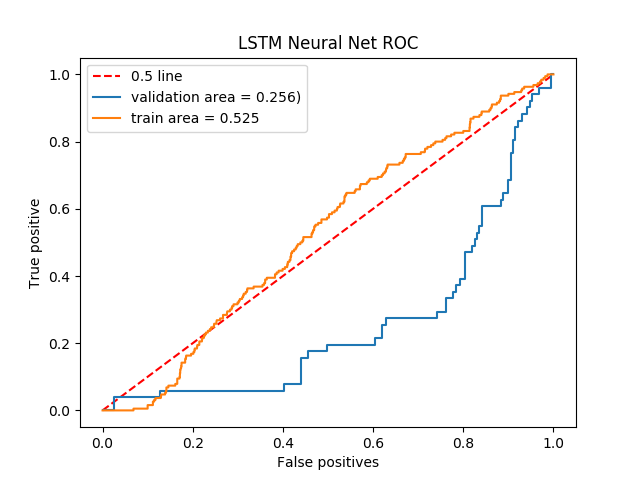 LSTM Neural Net ROC
0.5 line
validation area = 0.256)
train area = 0.525
True positive
1.0
0.8
0.6
0.4
0.2
0.0
0.0 0.2 0.4 0.6 0.8 1.0
False positives